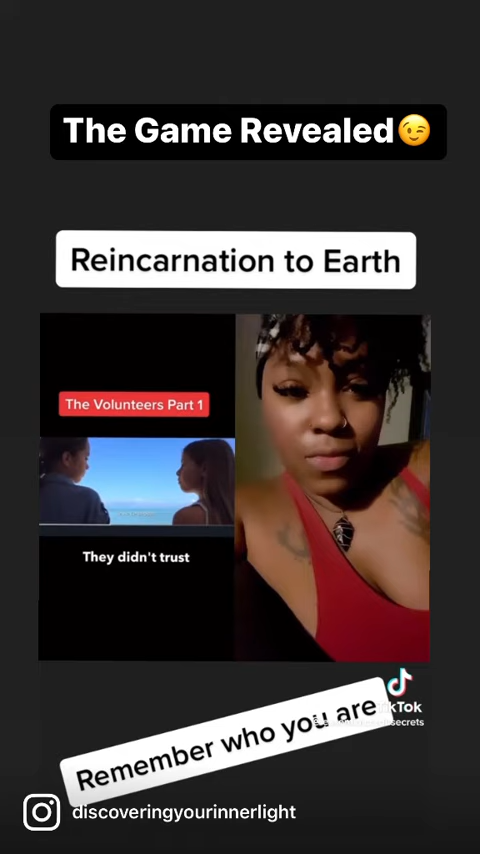 The Game Revealed😉
Reincarnation to Earth
The Volunteers Part 1
They didn't trust
TikTok
Remember who you are
discoveringyourinnerlight